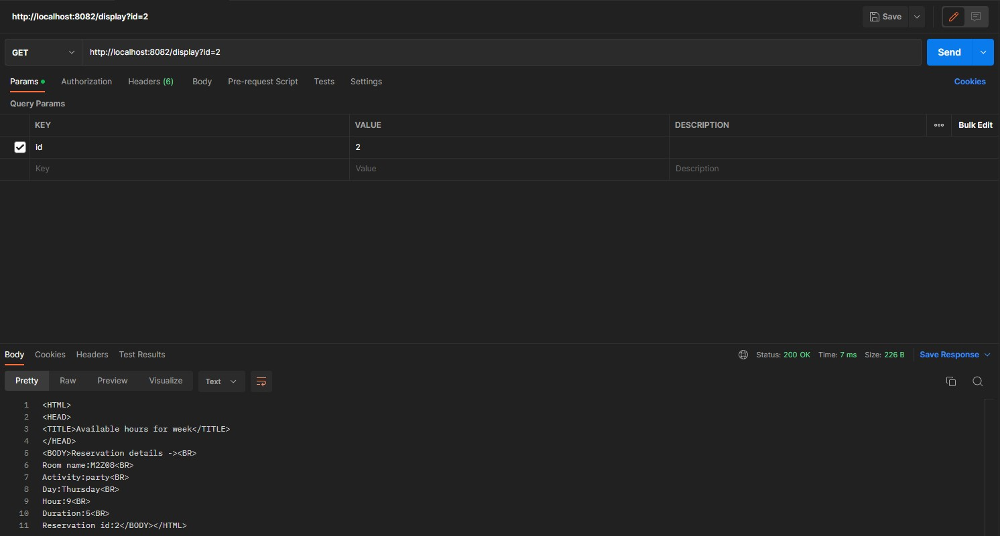 http://localhost:8082/display?id=2 Save
GET http://localhost:8082/display?id=2 Send
Params Authorization Headers (6) Body Pre-request Script Tests Settings Cookies
Query Params
KEY VALUE DESCRIPTION Bulk Edit
id 2
Key Value Description
Body Cookies Headers Test Results Status: 200 OK Time: 7 ms Size: 226 B Save Response
Pretty Raw Preview Visualize Text
1 <HTML>
2 <HEAD>
3 <TITLE>Available hours for week</TITLE>
4 </HEAD>
5 <BODY>Reservation details -><BR>
6 Room name:M2Z08<BR>
7 Activity:party<BR>
8 Day:Thursday<BR>
9 Hour:9<BR>
10 Duration:5<BR>
11 Reservation id:2</BODY></HTML>